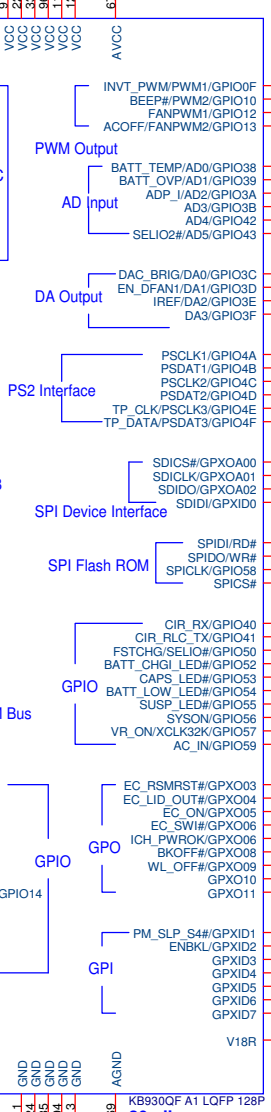 VCC
VCC
VCC
VCC
VCC
VCC
AVCC
INVT_PWM/PWM1/GPIO0F
BEEP#/PWM2/GPIO10
FANPWM1/GPIO12
ACOFF/FANPWM2/GPIO13
PWM Output
BATT_TEMP/AD0/GPIO38
BATT_OVP/AD1/GPIO39
ADP_I/AD2/GPIO3A
AD Input
AD3/GPIO3B
AD4/GPIO42
SELIO2#/AD5/GPIO43
DAC_BRIG/DA0/GPIO3C
EN_DFAN1/DA1/GPIO3D
DA Output
IREF/DA2/GPIO3E
DA3/GPIO3F
PSCLK1/GPIO4A
PSDAT1/GPIO4B
PSCLK2/GPIO4C
PS2 Interface
PSDAT2/GPIO4D
TP_CLK/PSCLK3/GPIO4E
TP_DATA/PSDAT3/GPIO4F
SDICS#/GPXOA00
SDICLK/GPXOA01
SDIDO/GPXOA02
SDIDI/GPXID0
SPI Device Interface
SPIDI/RD#
SPIDO/WR#
SPI Flash ROM
SPICLK/GPIO58
SPICS#
CIR_RX/GPIO40
CIR_RLC_TX/GPIO41
FSTCHG/SELIO#/GPIO50
BATT_CHGI_LED#/GPIO52
CAPS_LED#/GPIO53
GPIO
BATT_LOW_LED#/GPIO54
SUSP_LED#/GPIO55
Bus
SYSON/GPIO56
VR_ON/XCLK32K/GPIO57
AC_IN/GPIO59
EC_RSMRST#/GPXO03
EC_LID_OUT#/GPXO04
EC_ON/GPXO05
EC_SWI#/GPXO06
ICH_PWROK/GPXO06
GPO
BKOFF#/GPXO08
GPIO
WL_OFF#/GPXO09
GPXO10
GPIO14
GPXO11
PM_SLP_S4#/GPXID1
ENBKL/GPXID2
GPXID3
GPI
GPXID4
GPXID5
GPXID6
GPXID7
V18R
GND
GND
GND
GND
GND
AGND
KB930QF A1 LQFP 128P